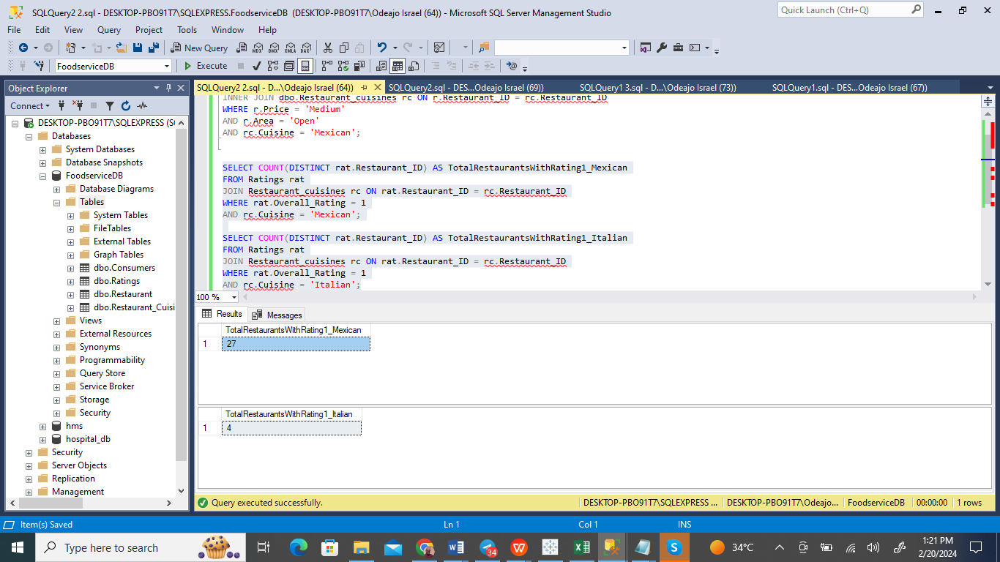 SQLQuery2 2.sql - DESKTOP-PBO91T7\SQLEXPRESS.FoodserviceDB (DESKTOP-PBO91T7\Odeajo Israel (64)) - Microsoft SQL Server Management Studio
Quick Launch (Ctrl+Q)
File Edit View Query Project Tools Window Help
New Query MDX DMX XMLA DAX
FoodserviceDB Execute
Object Explorer
SQLQuery2 2.sql - D...\Odeajo Israel (64)) SQLQuery2.sql - DES...Odeajo Israel (69)) SQLQuery1 3.sql - D...\Odeajo Israel (73)) SQLQuery1.sql - DES...Odeajo Israel (67))
Connect
DESKTOP-PBO91T7\SQLEXPRESS (S
Databases
System Databases
Database Snapshots
FoodserviceDB
Database Diagrams
Tables
System Tables
FileTables
External Tables
Graph Tables
dbo.Consumers
dbo.Ratings
dbo.Restaurant
dbo.Restaurant_Cuisi
Views
External Resources
Synonyms
Programmability
Query Store
Service Broker
Storage
Security
hms
hospital_db
Security
Server Objects
Replication
Management
INNER JOIN dbo.Restaurant_cuisines rc ON r.Restaurant_ID = rc.Restaurant_ID
WHERE r.Price = 'Medium'
AND r.Area = 'Open'
AND rc.Cuisine = 'Mexican';
SELECT COUNT(DISTINCT rat.Restaurant_ID) AS TotalRestaurantsWithRating1_Mexican
FROM Ratings rat
JOIN Restaurant_cuisines rc ON rat.Restaurant_ID = rc.Restaurant_ID
WHERE rat.Overall_Rating = 1
AND rc.Cuisine = 'Mexican';
SELECT COUNT(DISTINCT rat.Restaurant_ID) AS TotalRestaurantsWithRating1_Italian
FROM Ratings rat
JOIN Restaurant_cuisines rc ON rat.Restaurant_ID = rc.Restaurant_ID
WHERE rat.Overall_Rating = 1
AND rc.Cuisine = 'Italian';
100 %
Results Messages
TotalRestaurantsWithRating1_Mexican
1 27
TotalRestaurantsWithRating1_Italian
1 4
Query executed successfully. DESKTOP-PBO91T7\SQLEXPRESS ... DESKTOP-PBO91T7\Odeajo... FoodserviceDB 00:00:00 1 rows
Item(s) Saved Ln 1 Col 1 INS
Type here to search 34 34°C 1:21 PM
2/20/2024